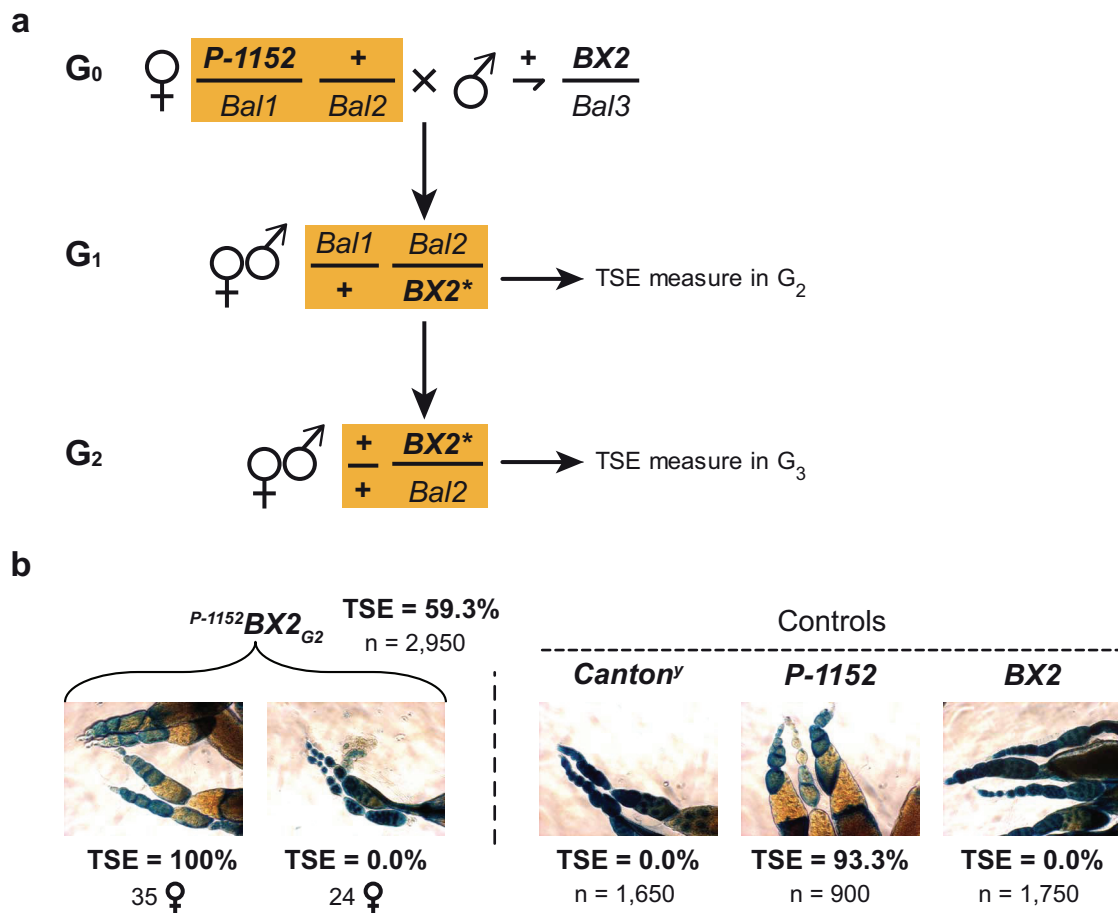 a
G0 ♀ P-1152 + × ♂ + BX2
Bal1 Bal2 Bal3
G1 ♀♂ Bal1 Bal2
+ BX2* TSE measure in G2
G2 ♀♂ + BX2* TSE measure in G3
+ Bal2
b
P-1152BX2G2 TSE = 59.3%
n = 2,950
Controls
Cantonʸ P-1152 BX2
TSE = 100% TSE = 0.0% TSE = 0.0% TSE = 93.3% TSE = 0.0%
35 ♀ 24 ♀ n = 1,650 n = 900 n = 1,750